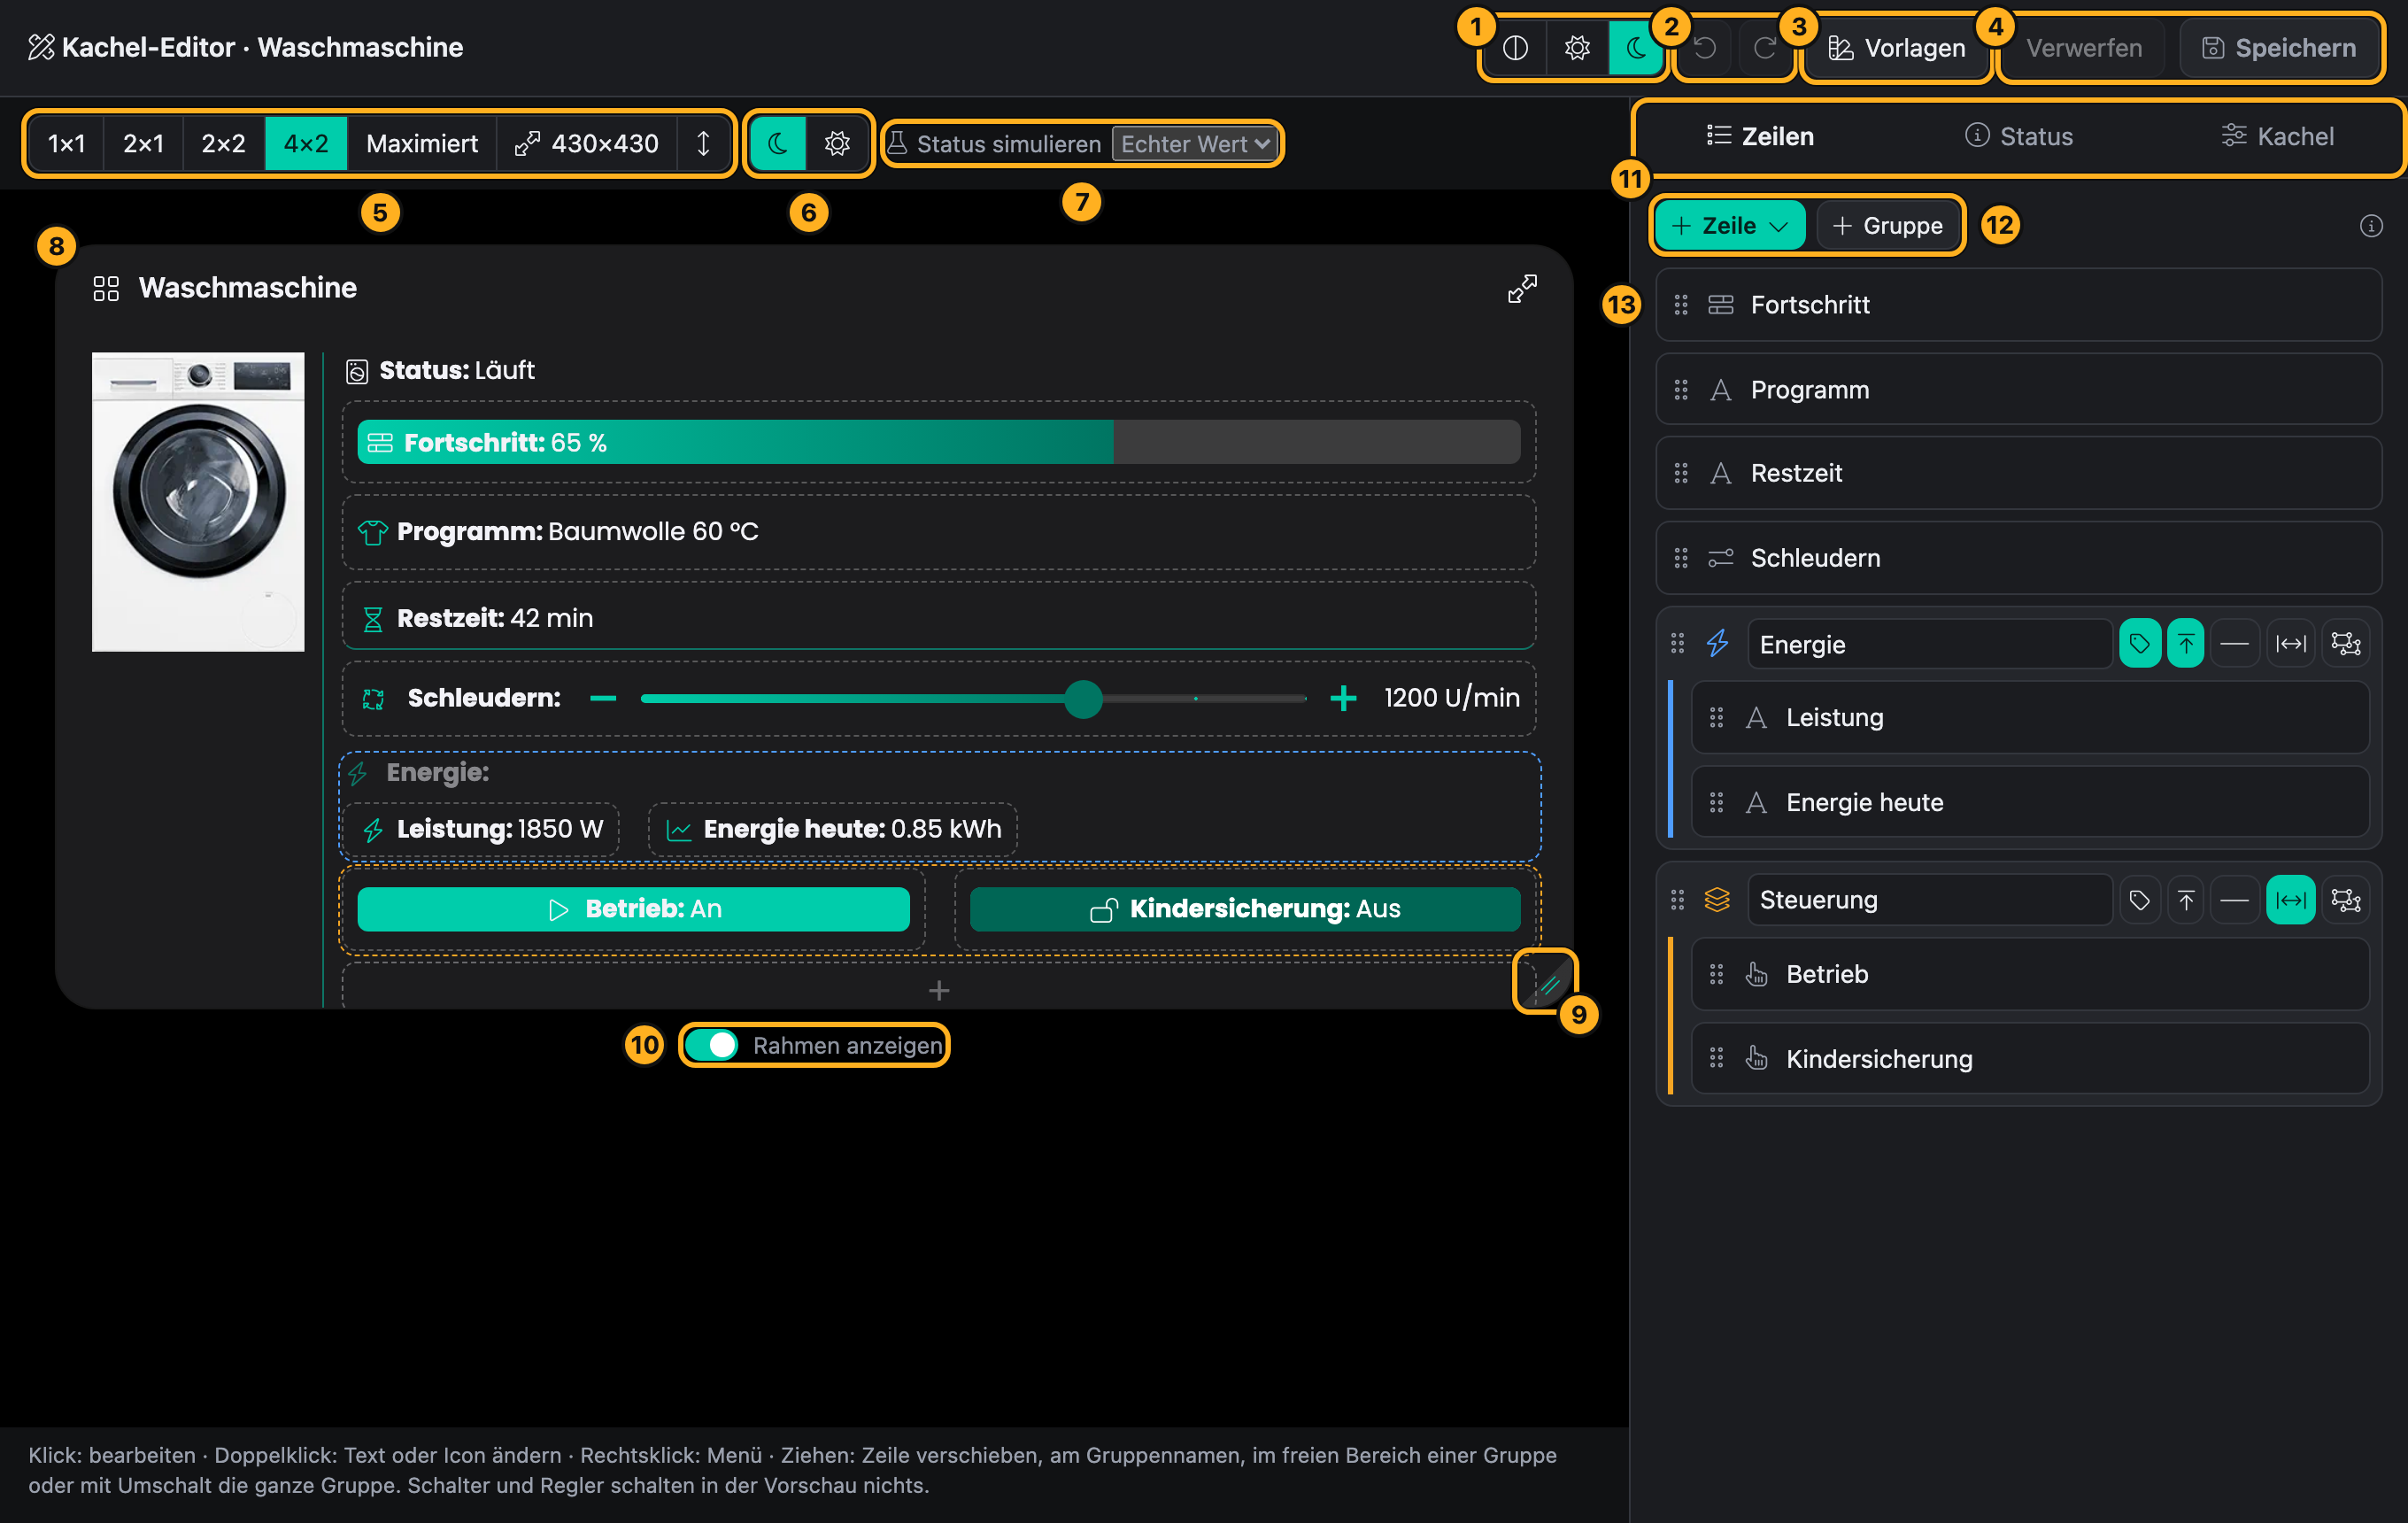 Kachel-Editor · Waschmaschine
1
2
3
Vorlagen
4
Verwerfen
Speichern
1×1
2×1
2×2
4×2
Maximiert
430×430
5
6
Status simulieren
Echter Wert
7
Zeilen
Status
Kachel
11
Zeile
Gruppe
12
8
Waschmaschine
Status: Läuft
Fortschritt: 65 %
Programm: Baumwolle 60 °C
Restzeit: 42 min
Schleudern:
1200 U/min
Energie:
Leistung: 1850 W
Energie heute: 0.85 kWh
Betrieb: An
Kindersicherung: Aus
9
10
Rahmen anzeigen
13
Fortschritt
Programm
Restzeit
Schleudern
Energie
Leistung
Energie heute
Steuerung
Betrieb
Kindersicherung
Klick: bearbeiten · Doppelklick: Text oder Icon ändern · Rechtsklick: Menü · Ziehen: Zeile verschieben, am Gruppennamen, im freien Bereich einer Gruppe
oder mit Umschalt die ganze Gruppe. Schalter und Regler schalten in der Vorschau nichts.